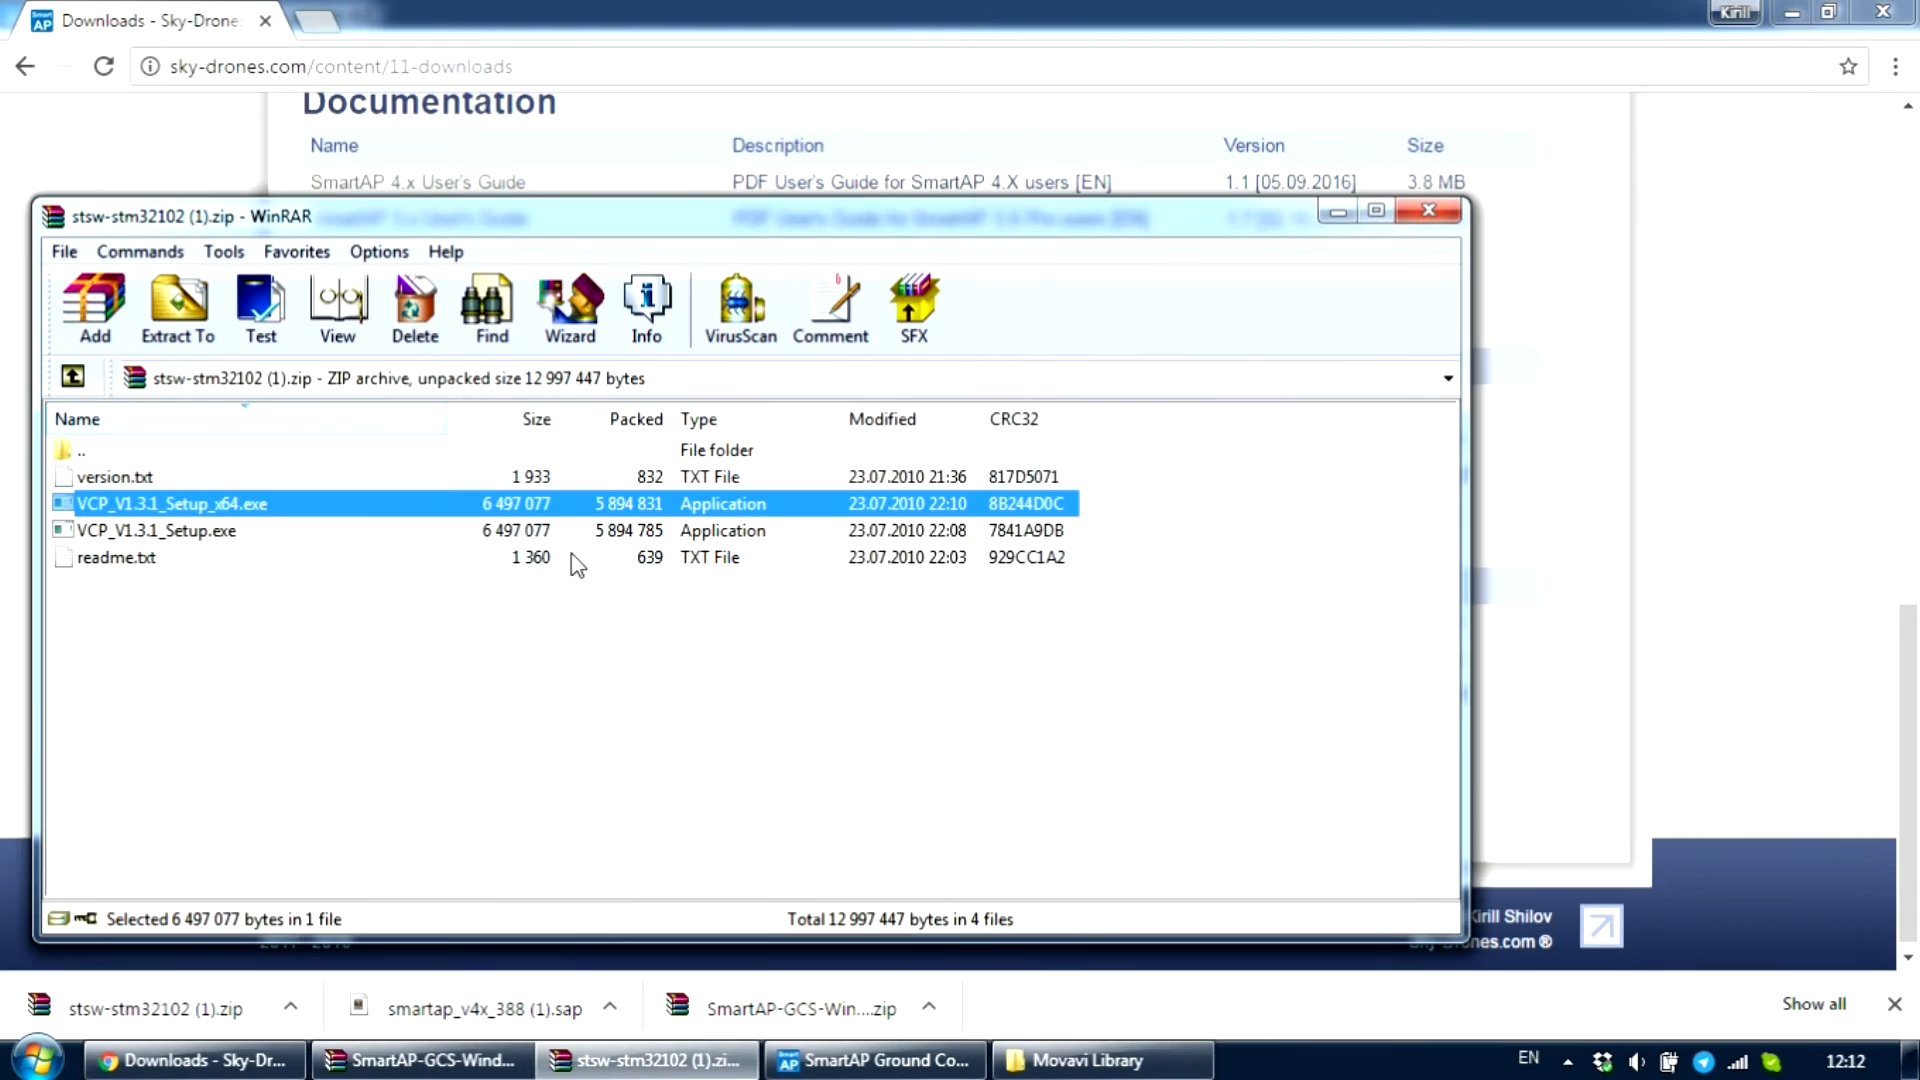 Downloads - Sky-Drone
Kirill
sky-drones.com/content/11-downloads
Documentation
Name Description Version Size
SmartAP 4.x User's Guide PDF User's Guide for SmartAP 4.X users [EN] 1.1 [05.09.2016] 3.8 MB
stsw-stm32102 (1).zip - WinRAR
File Commands Tools Favorites Options Help
Add Extract To Test View Delete Find Wizard Info VirusScan Comment SFX
stsw-stm32102 (1).zip - ZIP archive, unpacked size 12 997 447 bytes
Name Size Packed Type Modified CRC32
.. File folder
version.txt 1 933 832 TXT File 23.07.2010 21:36 817D5071
VCP_V1.3.1_Setup_x64.exe 6 497 077 5 894 831 Application 23.07.2010 22:10 8B244D0C
VCP_V1.3.1_Setup.exe 6 497 077 5 894 785 Application 23.07.2010 22:08 7841A9DB
readme.txt 1 360 639 TXT File 23.07.2010 22:03 929CC1A2
Selected 6 497 077 bytes in 1 file Total 12 997 447 bytes in 4 files
Kirill Shilov
Sky-Drones.com ®
stsw-stm32102 (1).zip smartap_v4x_388 (1).sap SmartAP-GCS-Win....zip Show all
Downloads - Sky-Dr... SmartAP-GCS-Wind... stsw-stm32102 (1).zi... SmartAP Ground Co... Movavi Library EN 12:12